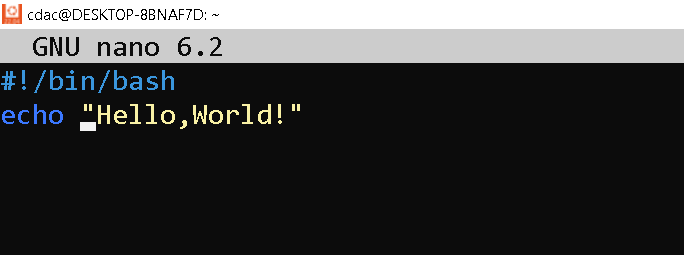 cdac@DESKTOP-8BNAF7D: ~
GNU nano 6.2
#!/bin/bash
echo "Hello,World!"